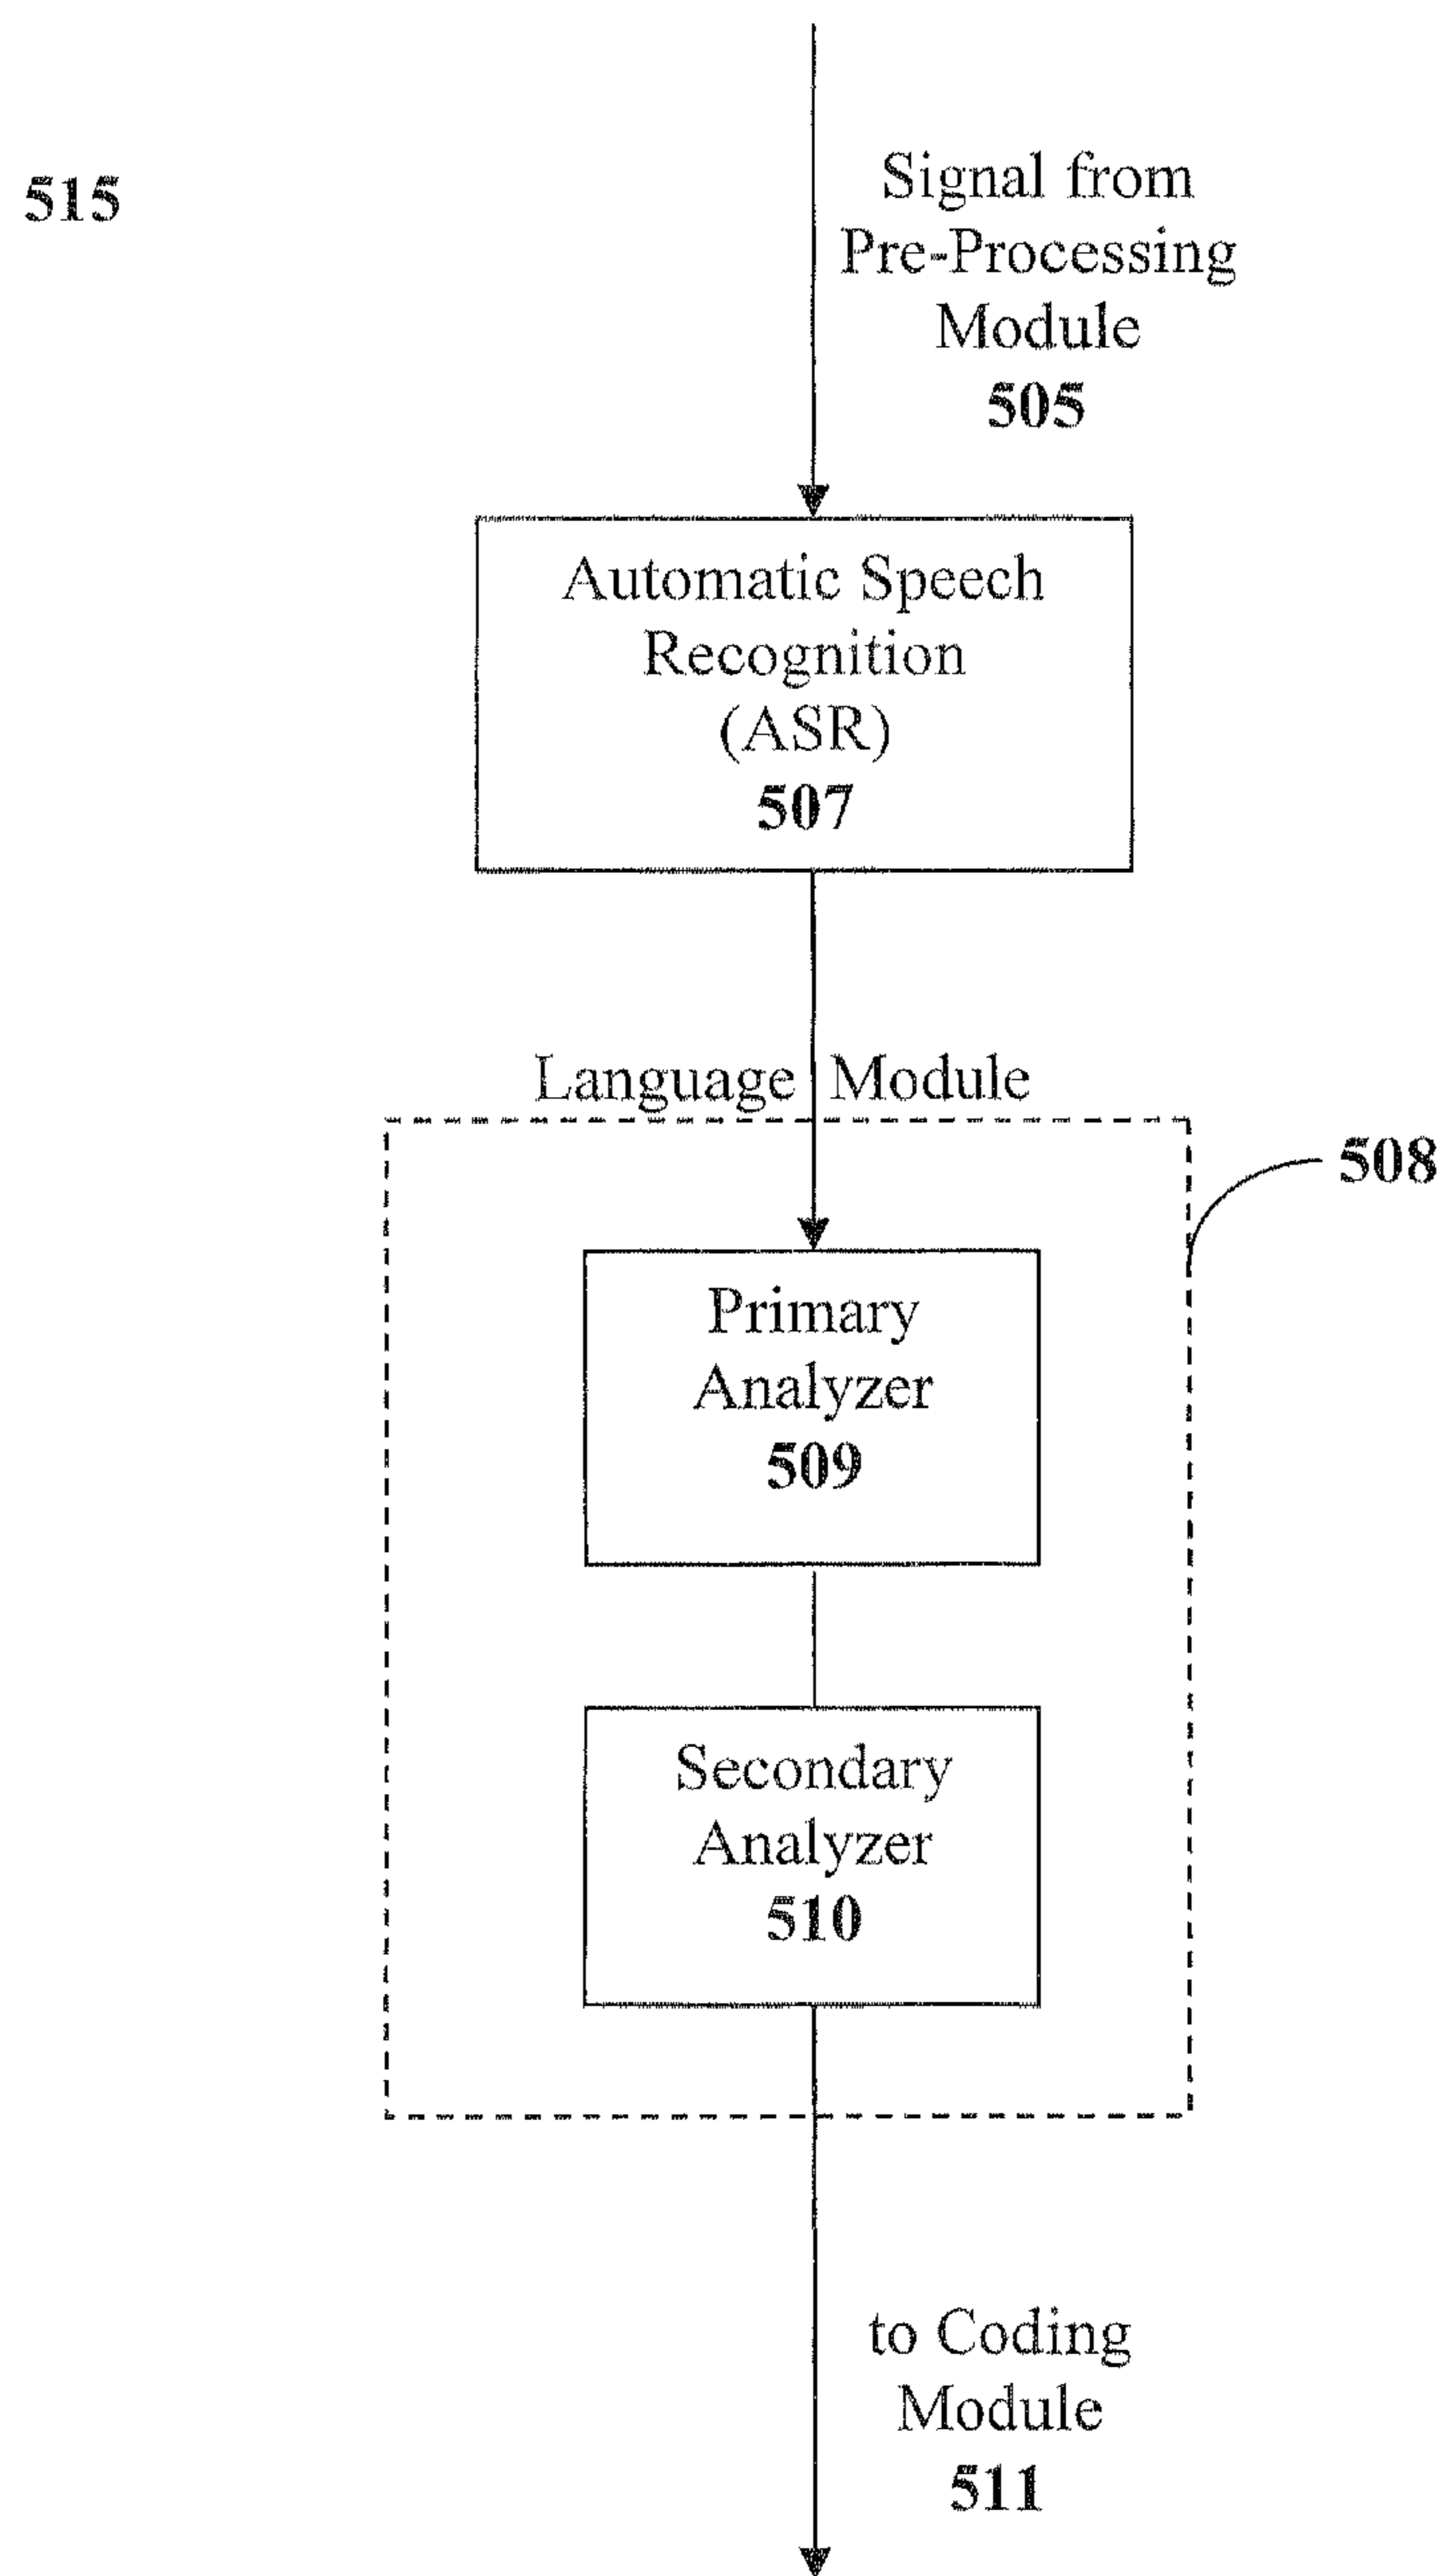 515
Signal from
Pre-Processing
Module
505
Automatic Speech
Recognition
(ASR)
507
Language Module
508
Primary
Analyzer
509
Secondary
Analyzer
510
to Coding
Module
511